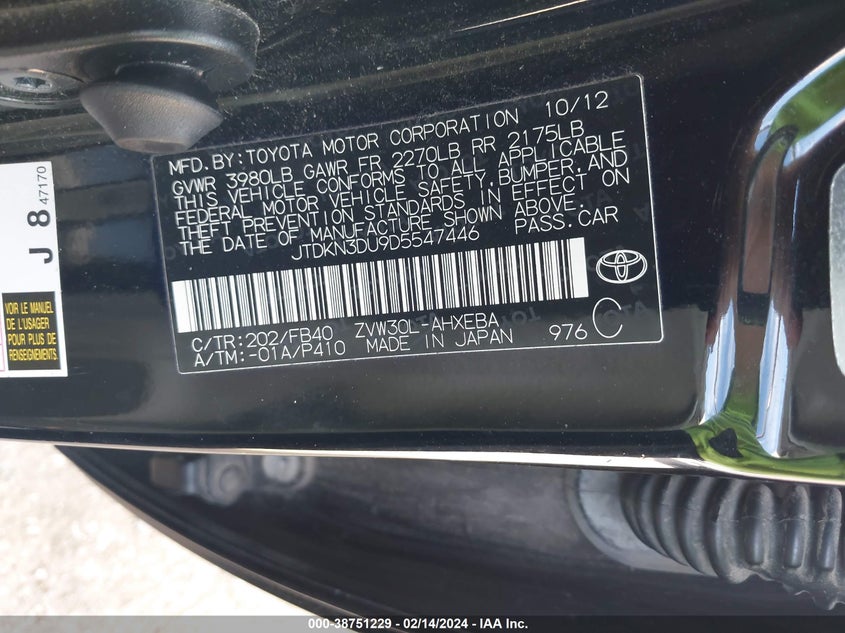 MFD.BY:TOYOTA MOTOR CORPORATION 10/12
GVWR 3980LB GAWR FR 2270LB RR 2175LB
THIS VEHICLE CONFORMS TO ALL APPLICABLE
FEDERAL MOTOR VEHICLE SAFETY,BUMPER,AND
THEFT PREVENTION STANDARDS IN EFFECT ON
THE DATE OF MANUFACTURE SHOWN ABOVE.
JTDKN3DU9D5547446 PASS.CAR
C/TR:202/FB40 ZVW30L-AHXEBA
A/TM:-01A/P410 MADE IN JAPAN 976 C
J 8 47170
VOIR LE MANUEL
DE L'USAGER
POUR PLUS DE
RENSEIGNEMENTS
000-38751229 - 02/14/2024 - IAA Inc.